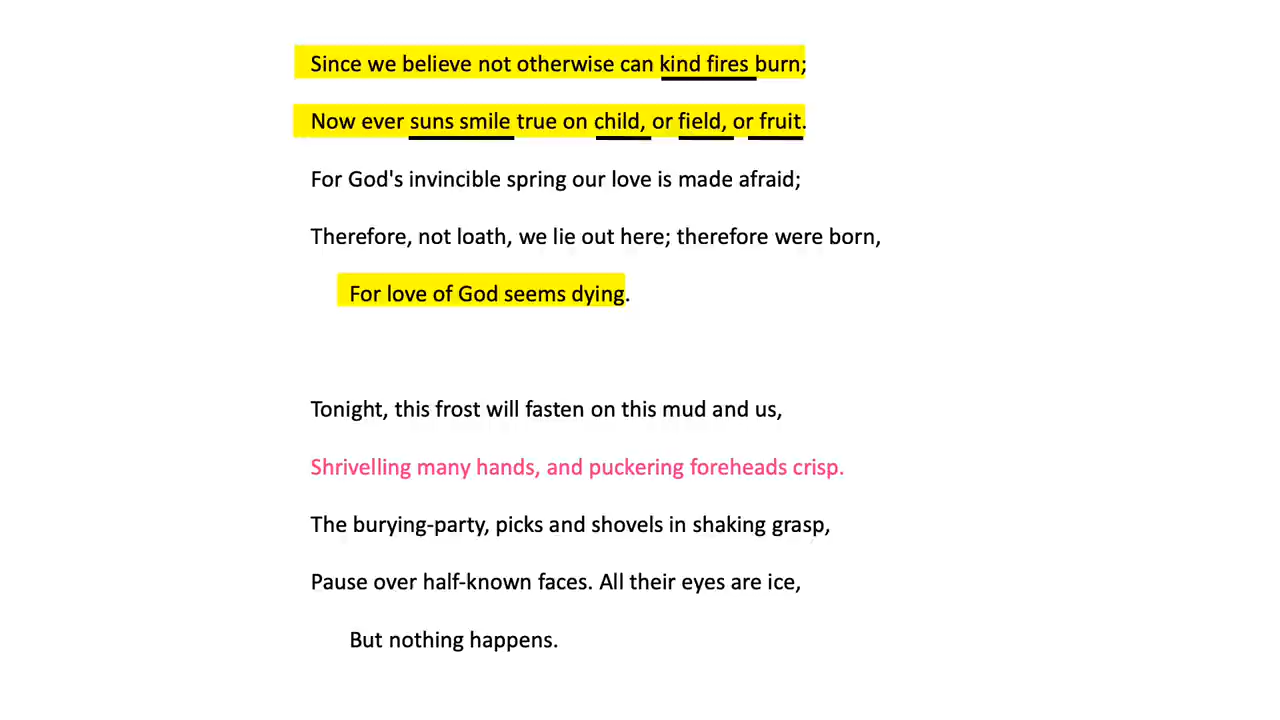 Since we believe not otherwise can kind fires burn;
Now ever suns smile true on child, or field, or fruit.
For God's invincible spring our love is made afraid;
Therefore, not loath, we lie out here; therefore were born,
For love of God seems dying.
Tonight, this frost will fasten on this mud and us,
Shrivelling many hands, and puckering foreheads crisp.
The burying-party, picks and shovels in shaking grasp,
Pause over half-known faces. All their eyes are ice,
But nothing happens.